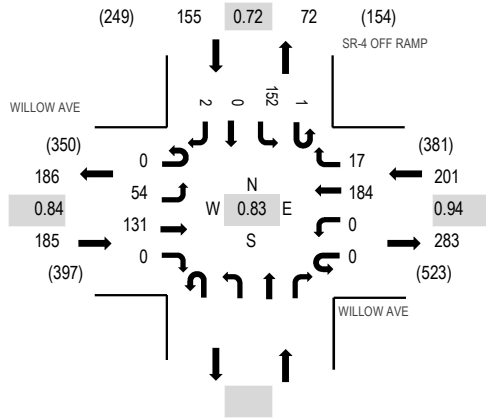 (249) 155 0.72 72 (154)
SR-4 OFF RAMP
2 0 152 1
WILLOW AVE
(350) (381)
0 17
186 201
54 N 184
0.84 W 0.83 E 0.94
131 0
185 S 283
0 0
(397) (523)
WILLOW AVE